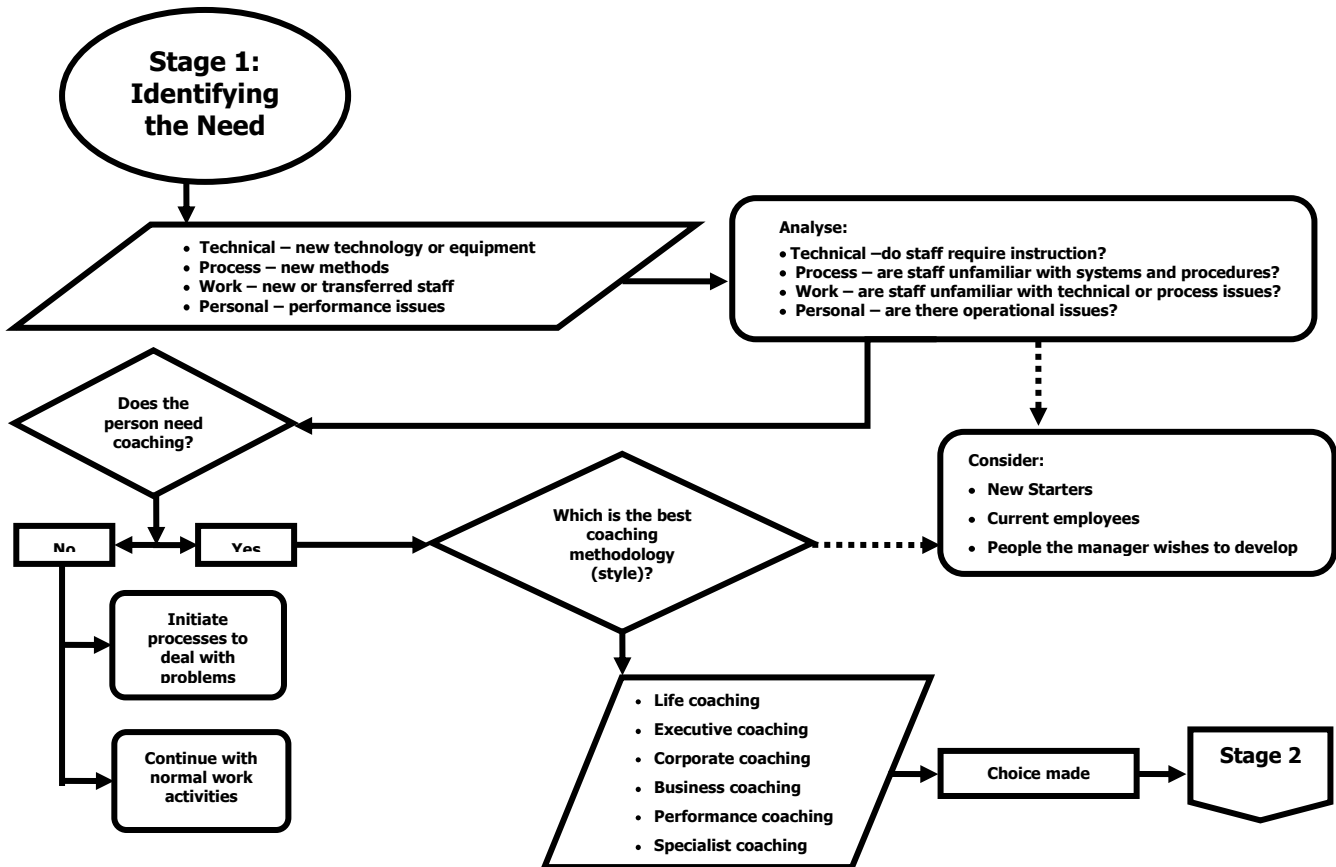 Stage 1:
Identifying
the Need
• Technical – new technology or equipment
• Process – new methods
• Work – new or transferred staff
• Personal – performance issues
Analyse:
• Technical –do staff require instruction?
• Process – are staff unfamiliar with systems and procedures?
• Work – are staff unfamiliar with technical or process issues?
• Personal – are there operational issues?
Does the
person need
coaching?
Consider:
• New Starters
• Current employees
• People the manager wishes to develop
No
Yes
Which is the best
coaching
methodology
(style)?
Initiate
processes to
deal with
problems
Continue with
normal work
activities
• Life coaching
• Executive coaching
• Corporate coaching
• Business coaching
• Performance coaching
• Specialist coaching
Choice made
Stage 2